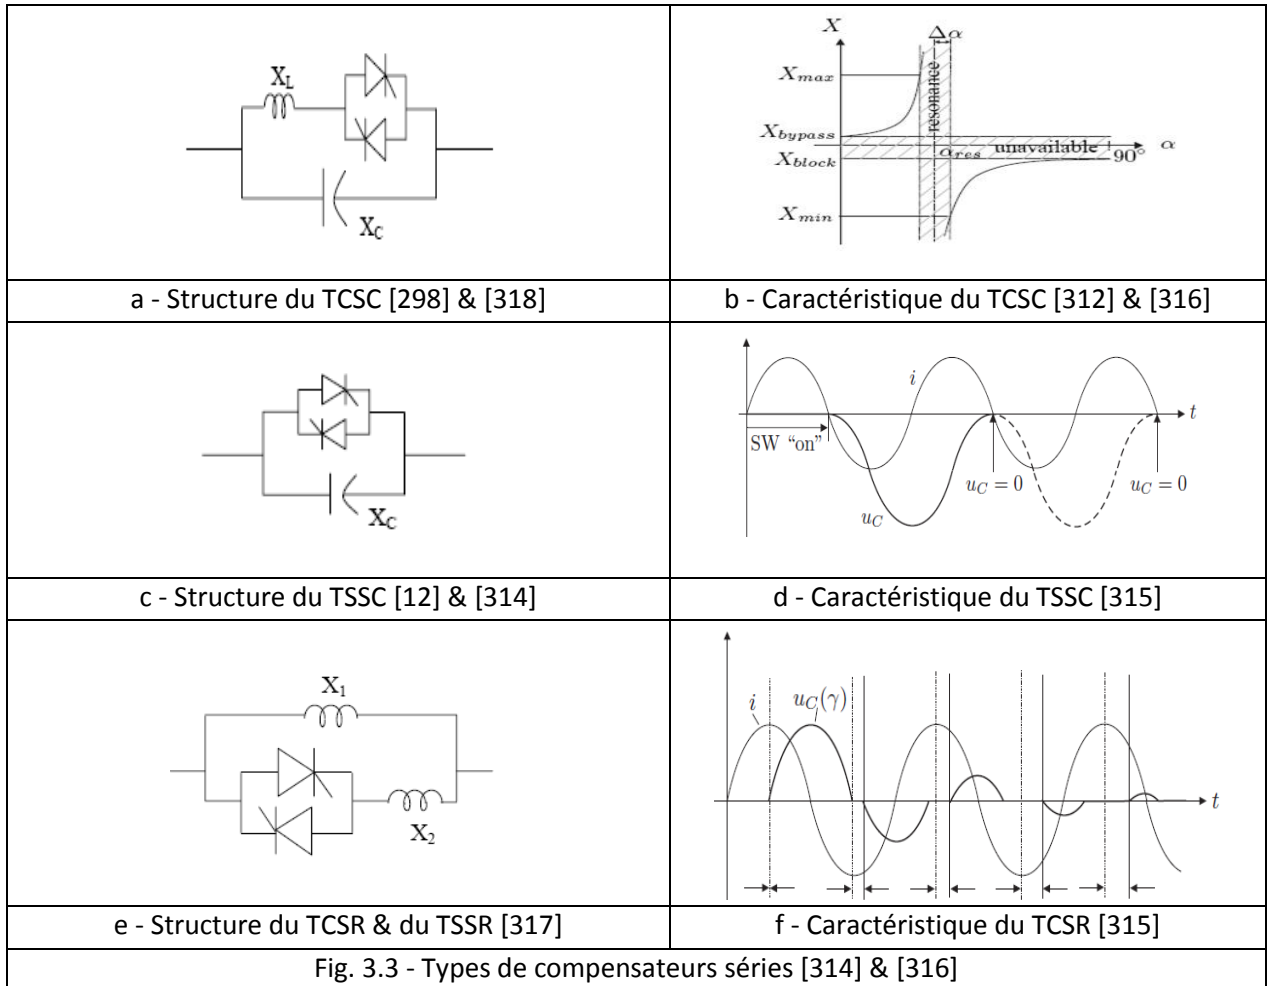 X_L
X_C
X
Δα
X_max
resonance
X_bypass
α_res unavailable
α
X_block
90°
X_min
a - Structure du TCSC [298] & [318]
b - Caractéristique du TCSC [312] & [316]
X_C
i
t
SW “on”
u_C = 0
u_C = 0
u_C
c - Structure du TSSC [12] & [314]
d - Caractéristique du TSSC [315]
X_1
X_2
i
u_C(γ)
t
e - Structure du TCSR & du TSSR [317]
f - Caractéristique du TCSR [315]
Fig. 3.3 - Types de compensateurs séries [314] & [316]